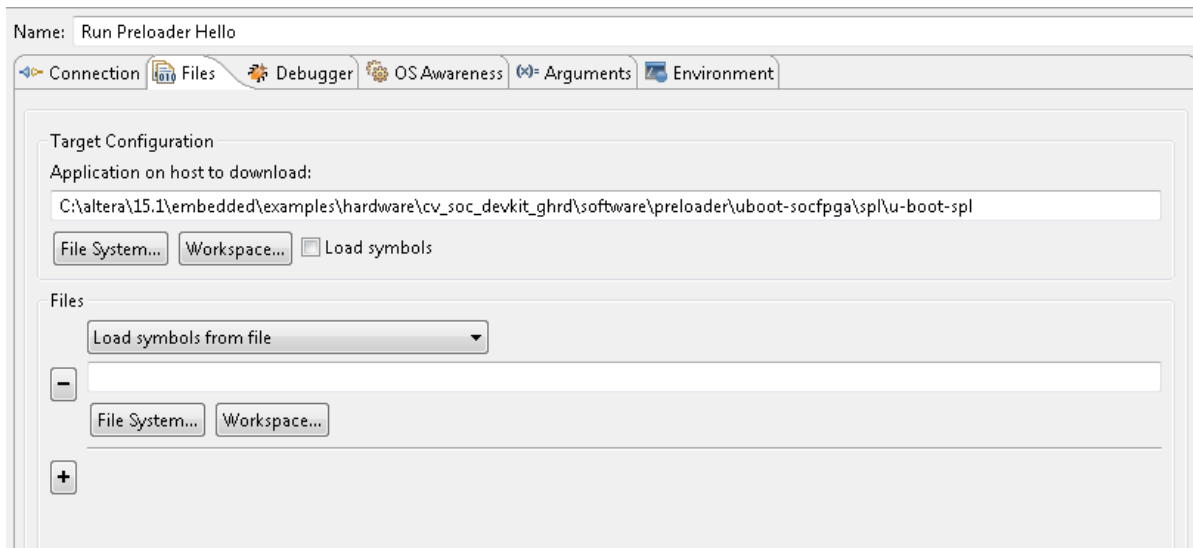 Name: Run Preloader Hello
Connection Files Debugger OS Awareness (x)= Arguments Environment
Target Configuration
Application on host to download:
C:\altera\15.1\embedded\examples\hardware\cv_soc_devkit_ghrd\software\preloader\uboot-socfpga\spl\u-boot-spl
File System... Workspace... Load symbols
Files
Load symbols from file
File System... Workspace...